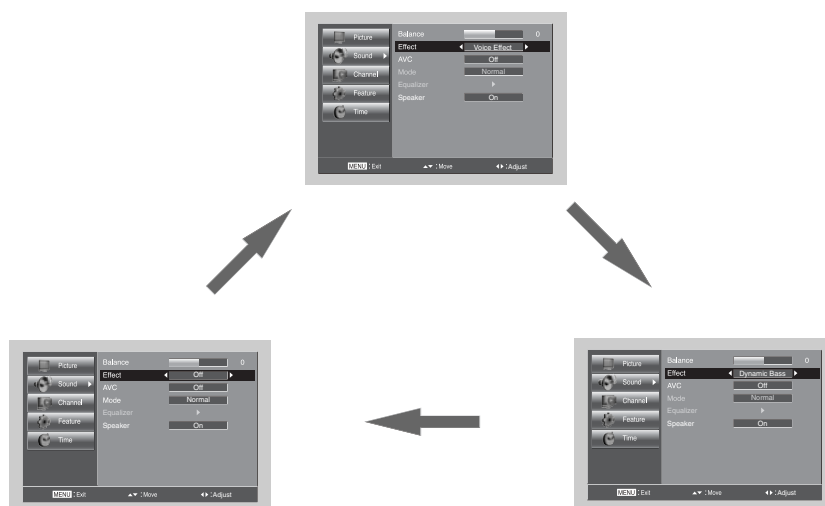 Picture
Sound
Channel
Feature
Time
Balance 0
Effect Voice Effect
AVC Off
Mode Normal
Equalizer
Speaker On
MENU : Exit ▲▼ : Move ◀▶ : Adjust
Picture
Sound
Channel
Feature
Time
Balance 0
Effect Off
AVC Off
Mode Normal
Equalizer
Speaker On
MENU : Exit ▲▼ : Move ◀▶ : Adjust
Picture
Sound
Channel
Feature
Time
Balance 0
Effect Dynamic Bass
AVC Off
Mode Normal
Equalizer
Speaker On
MENU : Exit ▲▼ : Move ◀▶ : Adjust